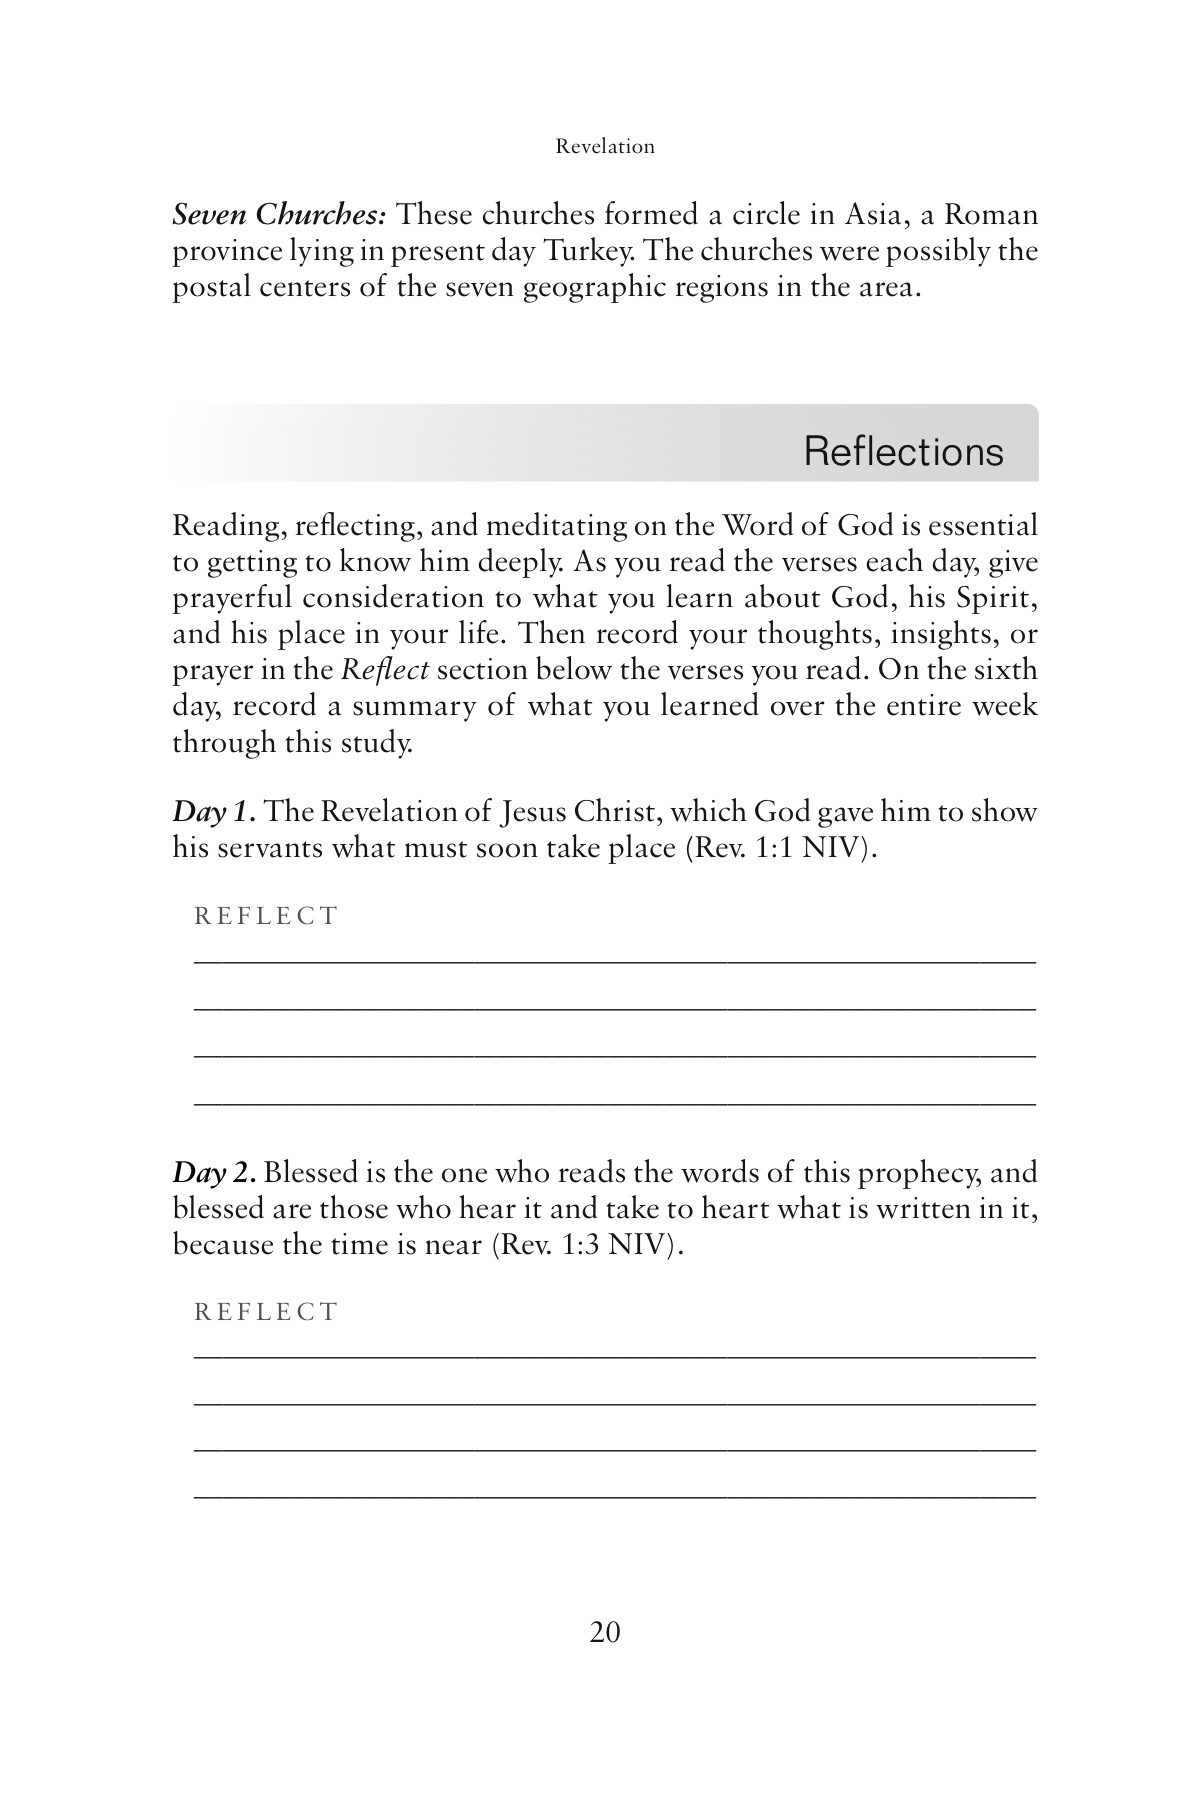 Revelation
Seven Churches: These churches formed a circle in Asia, a Roman
province lying in present day Turkey. The churches were possibly the
postal centers of the seven geographic regions in the area.
Reflections
Reading, reflecting, and meditating on the Word of God is essential
to getting to know him deeply. As you read the verses each day, give
prayerful consideration to what you learn about God, his Spirit,
and his place in your life. Then record your thoughts, insights, or
prayer in the Reflect section below the verses you read. On the sixth
day, record a summary of what you learned over the entire week
through this study.
Day 1. The Revelation of Jesus Christ, which God gave him to show
his servants what must soon take place (Rev. 1:1 NIV).
REFLECT
Day 2. Blessed is the one who reads the words of this prophecy, and
blessed are those who hear it and take to heart what is written in it,
because the time is near (Rev. 1:3 NIV).
REFLECT
20